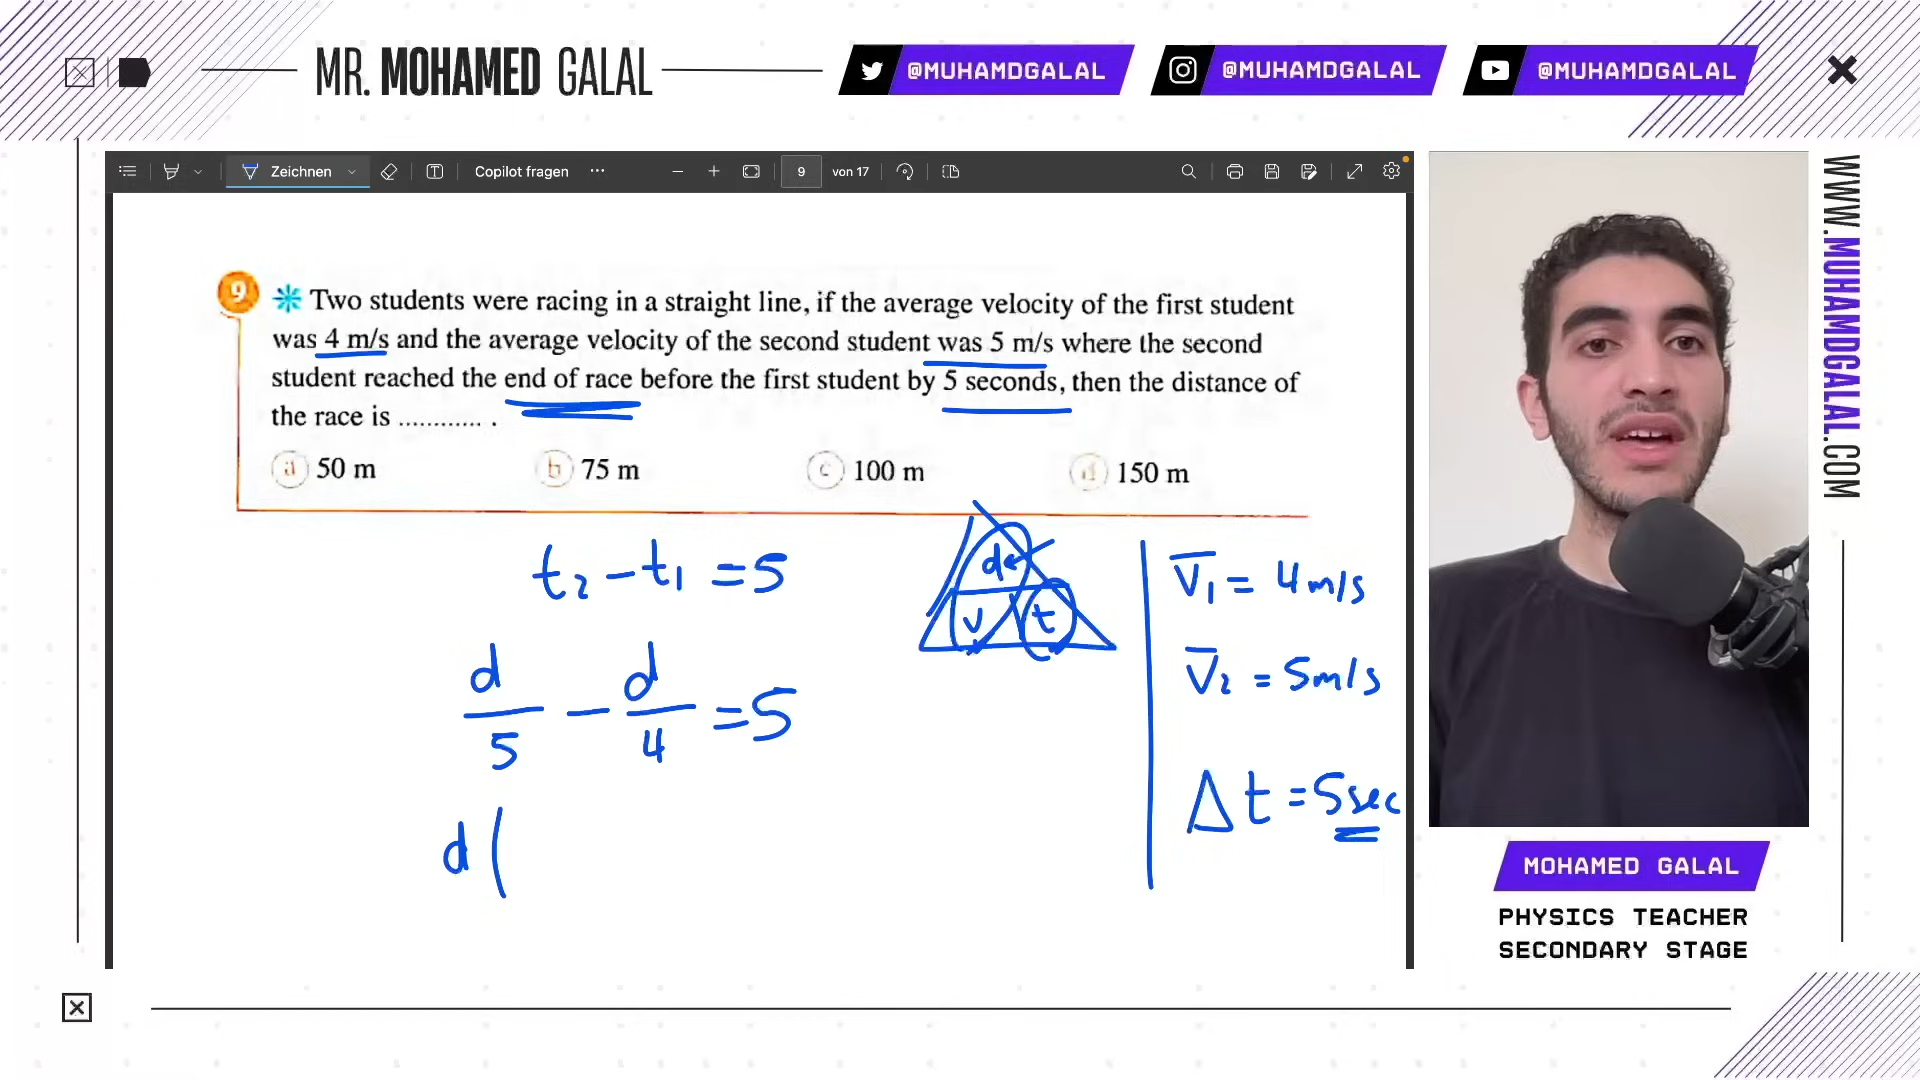 MR. MOHAMED GALAL
@MUHAMDGALAL
@MUHAMDGALAL
@MUHAMDGALAL
Zeichnen
Copilot fragen
9 von 17
9 Two students were racing in a straight line, if the average velocity of the first student
was 4 m/s and the average velocity of the second student was 5 m/s where the second
student reached the end of race before the first student by 5 seconds, then the distance of
the race is ............ .
a 50 m
b 75 m
c 100 m
d 150 m
t₂ - t₁ = 5
d/5 - d/4 = 5
d (
d
v t
V̅₁ = 4 m/s
V̅₂ = 5 m/s
Δt = 5 sec
WWW.MUHAMDGALAL.COM
MOHAMED GALAL
PHYSICS TEACHER
SECONDARY STAGE